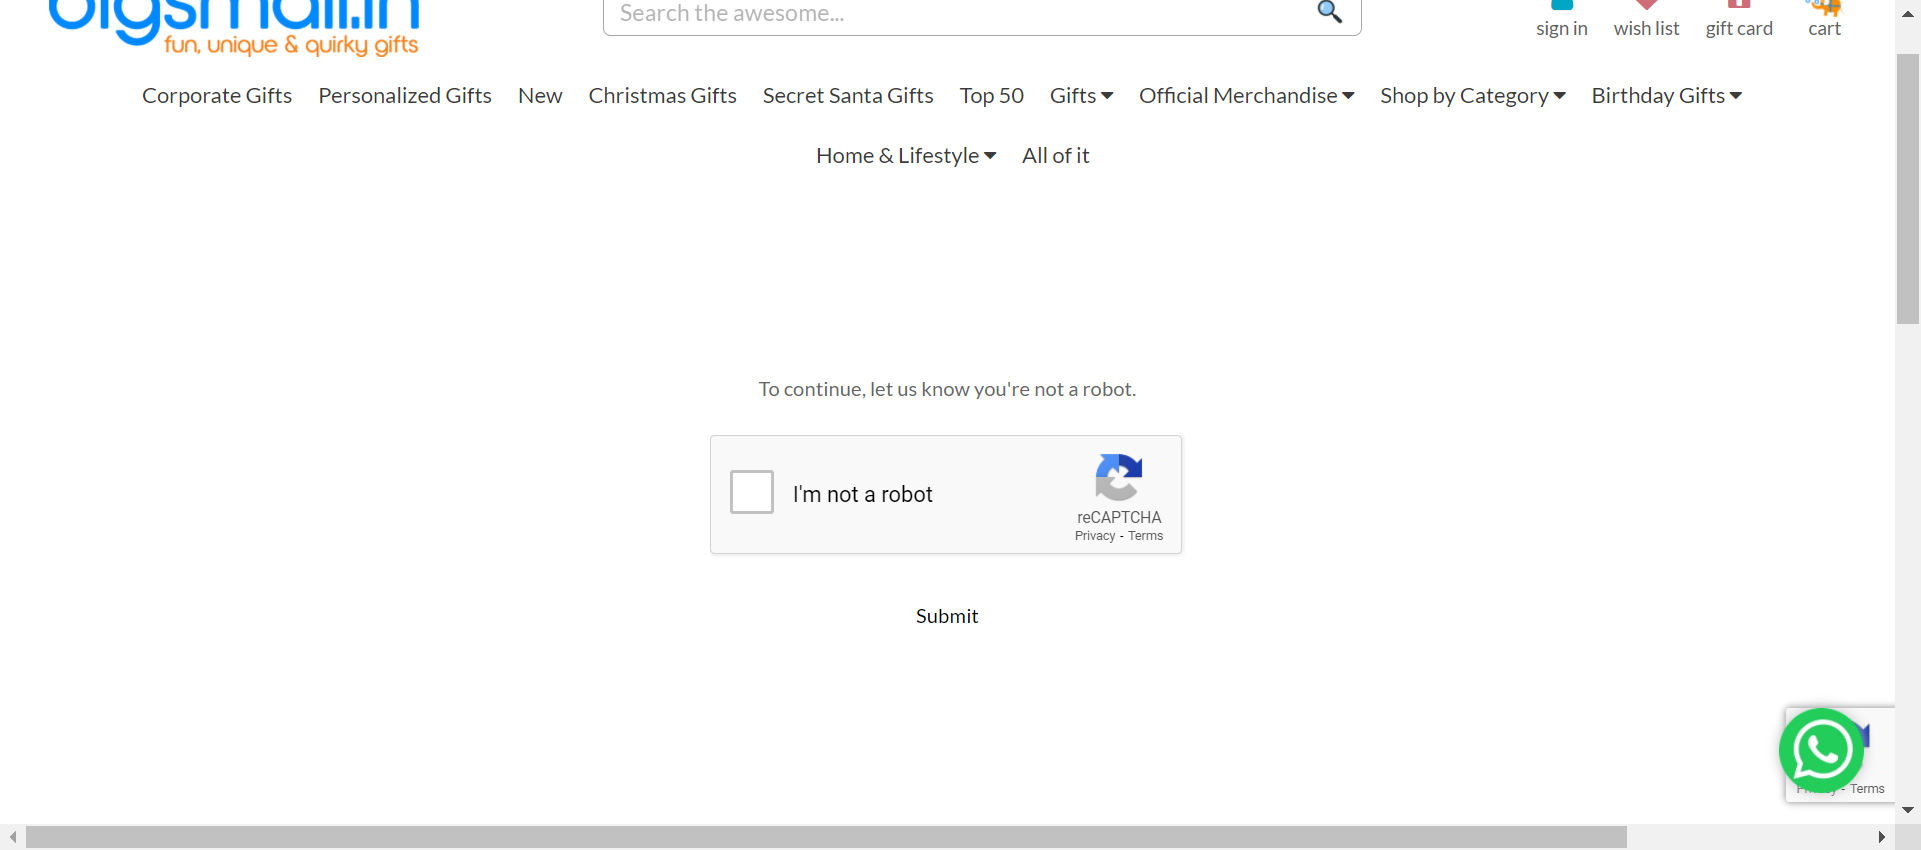 bigsmall.in
fun, unique & quirky gifts
Search the awesome...
sign in
wish list
gift card
cart
Corporate Gifts
Personalized Gifts
New
Christmas Gifts
Secret Santa Gifts
Top 50
Gifts
Official Merchandise
Shop by Category
Birthday Gifts
Home & Lifestyle
All of it
To continue, let us know you're not a robot.
I'm not a robot
reCAPTCHA
Privacy - Terms
Submit
Privacy - Terms